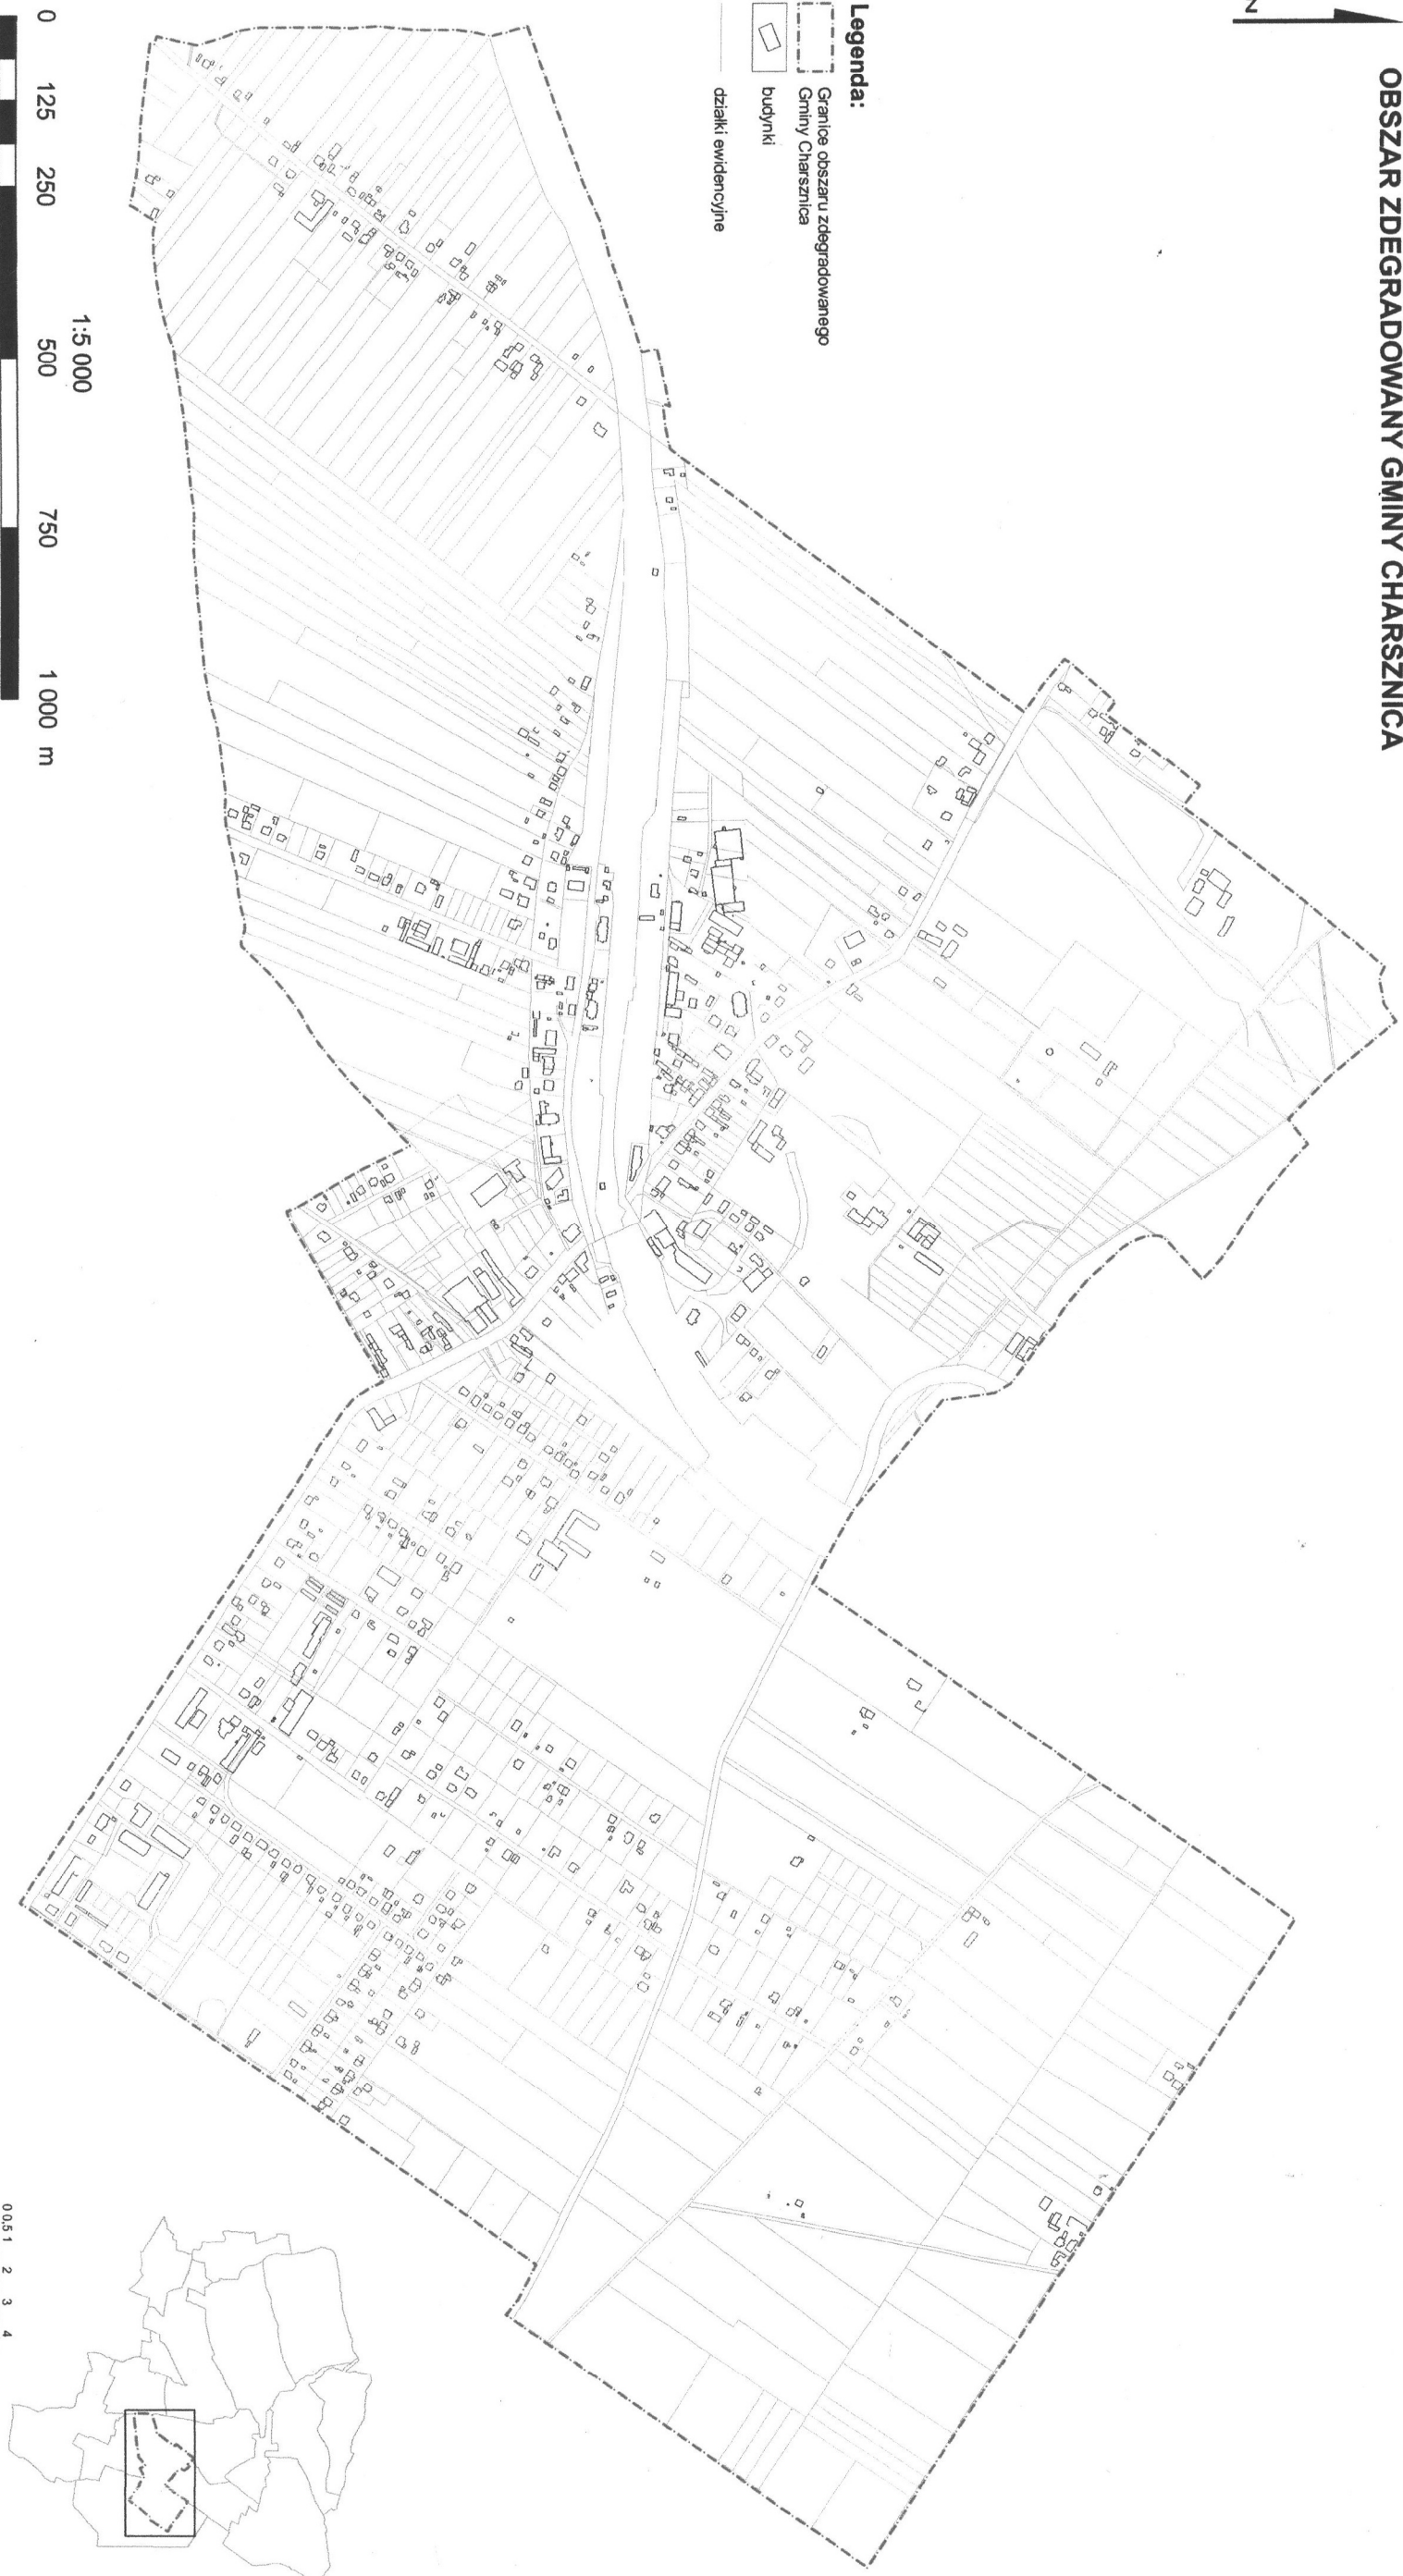 OBSZAR ZDEGRADOWANY GMINY CHARSZNICA
N
Legenda:
Granice obszaru zdegradowanego
Gminy Charsznica
budynki
działki ewidencyjne
1:5 000
0 125 250 500 750 1 000 m
0 0,5 1 2 3 4